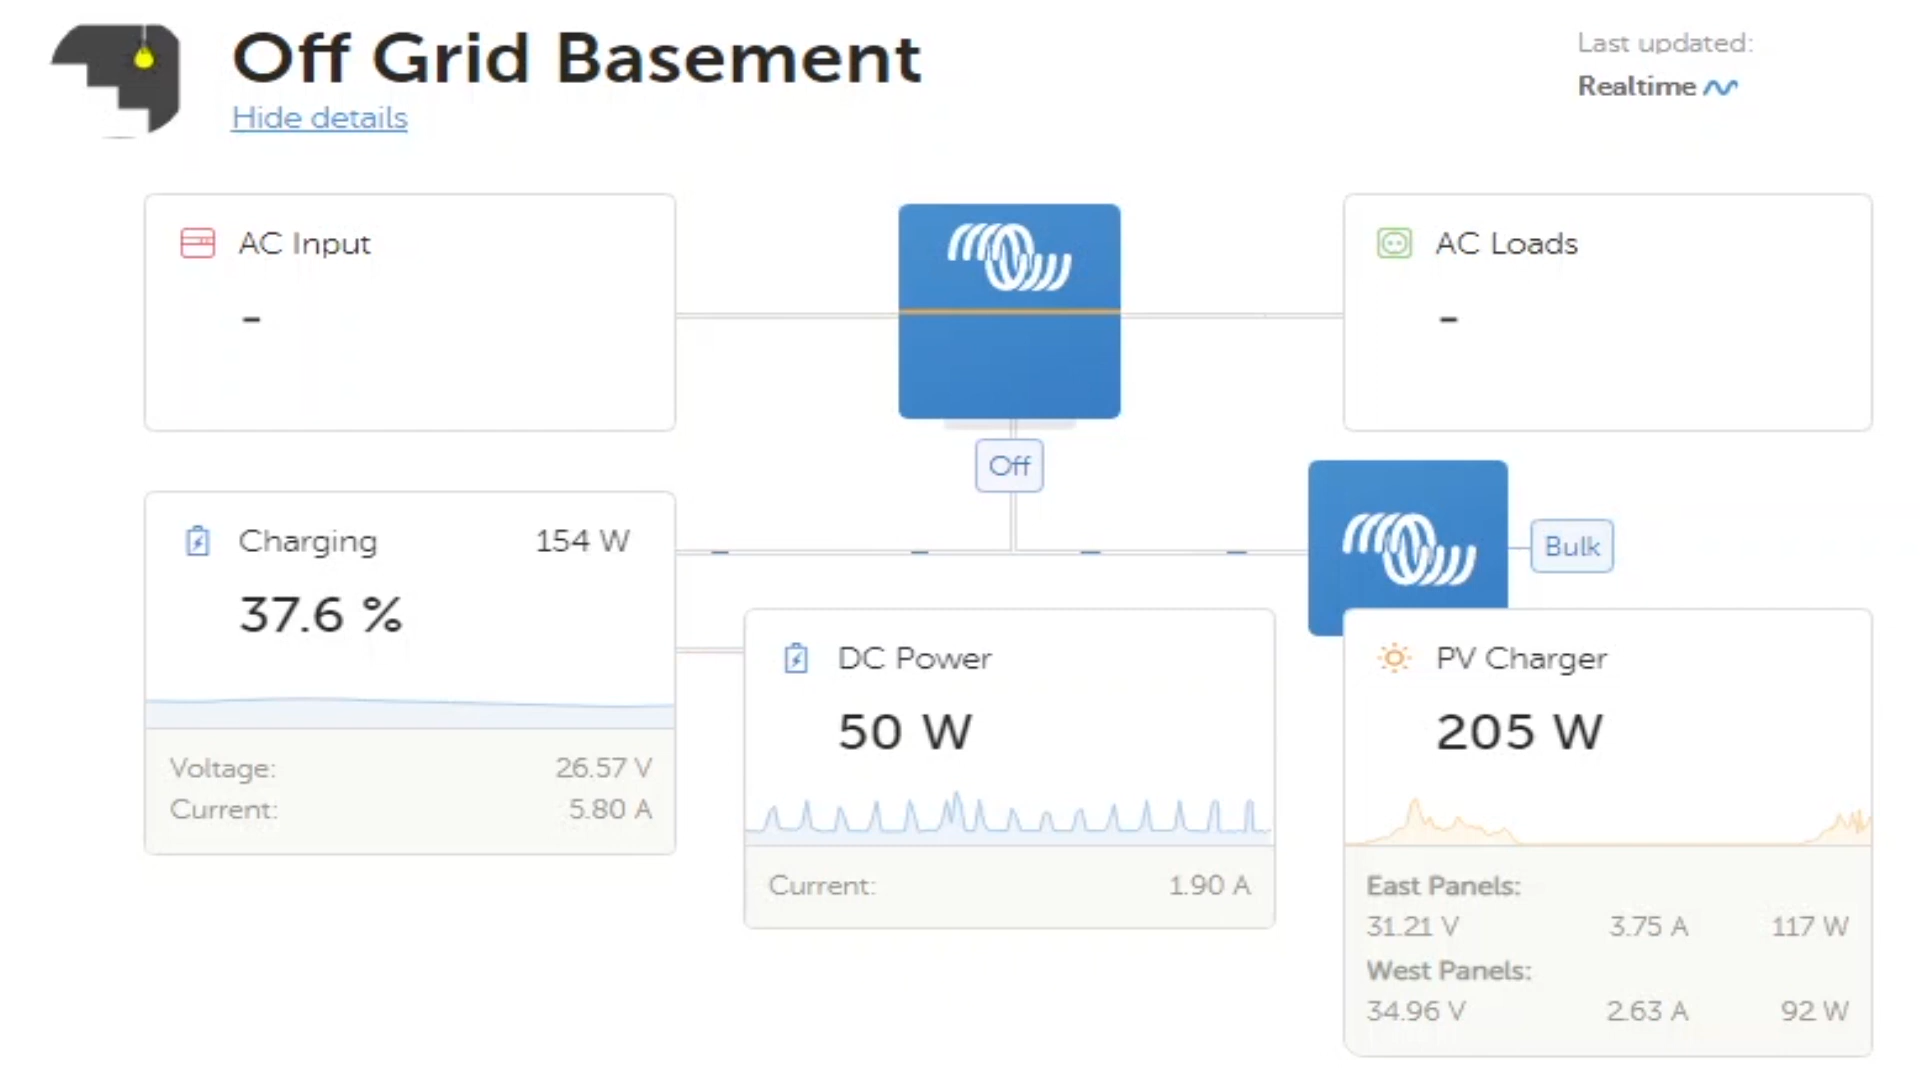 Off Grid Basement
Hide details
Last updated:
Realtime
AC Input
-
AC Loads
-
Off
Charging 154 W
37.6 %
Voltage: 26.57 V
Current: 5.80 A
Bulk
DC Power
50 W
Current: 1.90 A
PV Charger
205 W
East Panels:
31.21 V 3.75 A 117 W
West Panels:
34.96 V 2.63 A 92 W